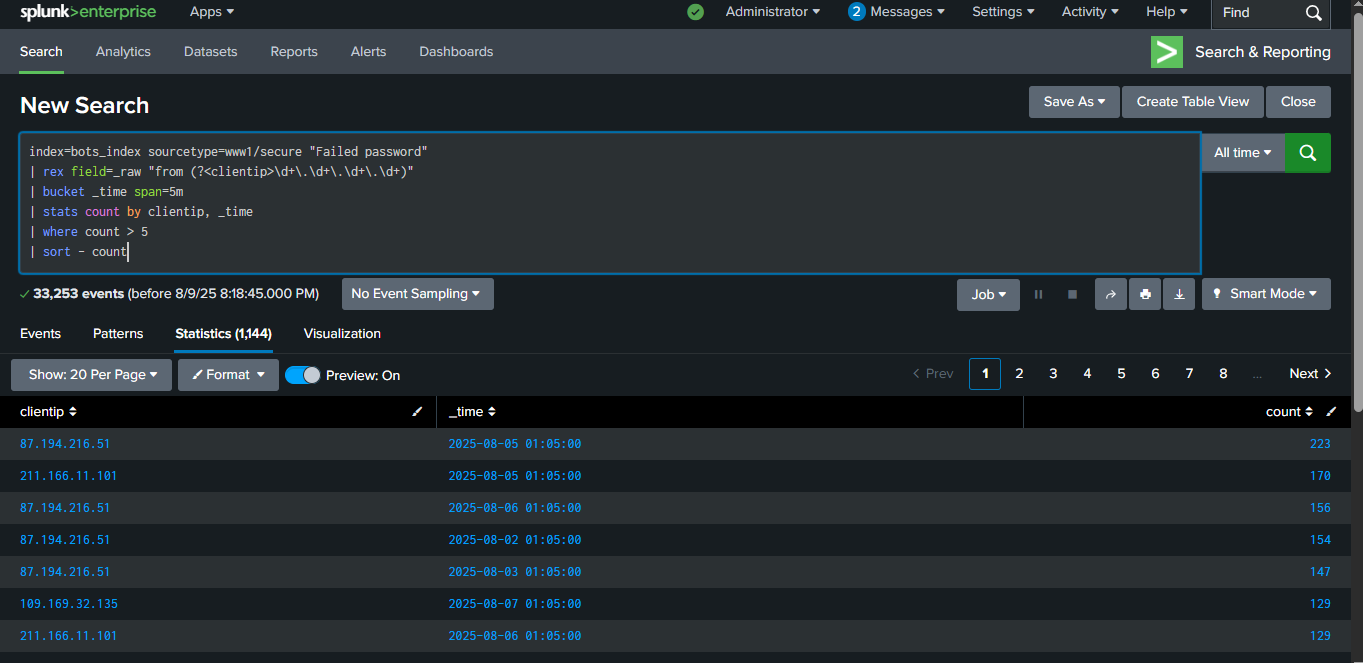 splunk>enterprise Apps Administrator 2 Messages Settings Activity Help Find
Search Analytics Datasets Reports Alerts Dashboards Search & Reporting
New Search Save As Create Table View Close
index=bots_index sourcetype=www1/secure "Failed password"
| rex field=_raw "from (?<clientip>\d+\.\d+\.\d+\.\d+)"
| bucket _time span=5m
| stats count by clientip, _time
| where count > 5
| sort - count
All time
33,253 events (before 8/9/25 8:18:45.000 PM) No Event Sampling Job Smart Mode
Events Patterns Statistics (1,144) Visualization
Show: 20 Per Page Format Preview: On < Prev 1 2 3 4 5 6 7 8 ... Next >
clientip _time count
87.194.216.51 2025-08-05 01:05:00 223
211.166.11.101 2025-08-05 01:05:00 170
87.194.216.51 2025-08-06 01:05:00 156
87.194.216.51 2025-08-02 01:05:00 154
87.194.216.51 2025-08-03 01:05:00 147
109.169.32.135 2025-08-07 01:05:00 129
211.166.11.101 2025-08-06 01:05:00 129